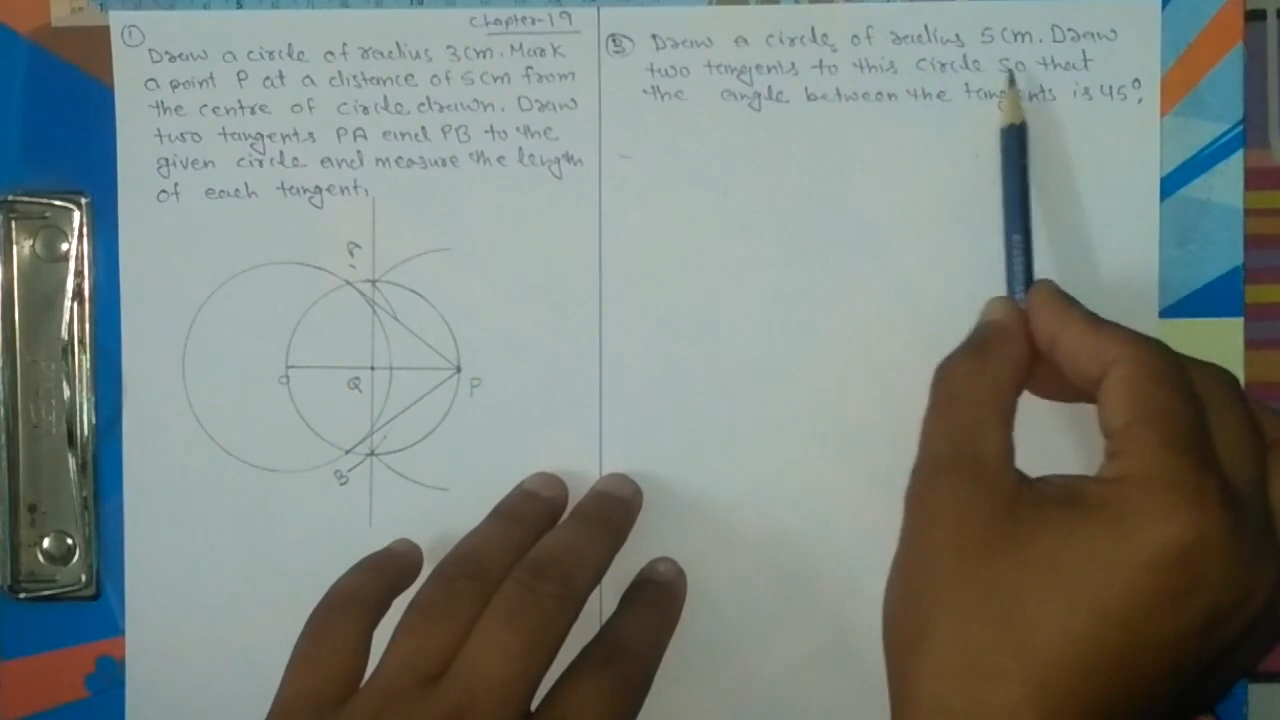 Chapter-19
①
Draw a circle of radius 3cm. Mark
a point P at a distance of 5cm from
the centre of circle drawn. Draw
two tangents PA and PB to the
given circle and measure the length
of each tangent.
O
Q
P
B
③ Draw a circle of radius 5cm. Draw
two tangents to this circle so that
the angle between the tangents is 45°.